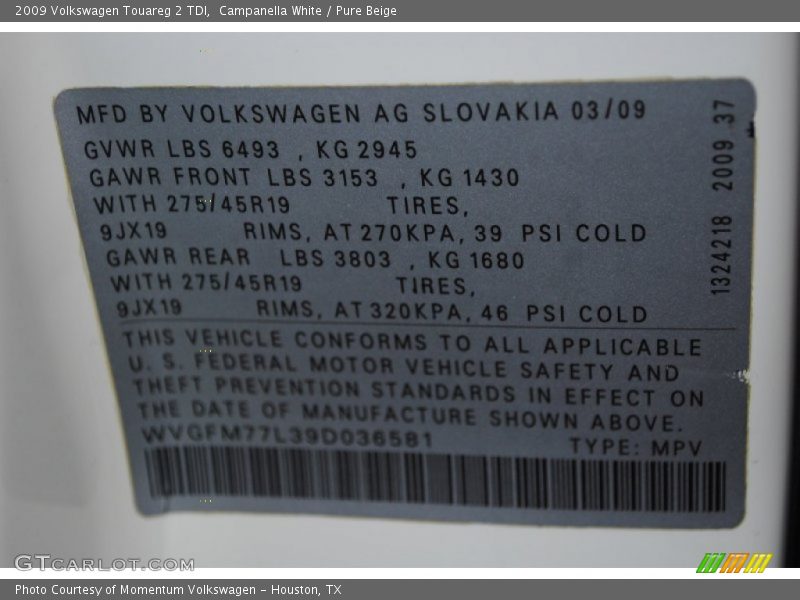 2009 Volkswagen Touareg 2 TDI,  Campanella White / Pure Beige
MFD BY VOLKSWAGEN AG SLOVAKIA 03/09
GVWR LBS 6493 , KG 2945
GAWR FRONT LBS 3153 , KG 1430
WITH 275/45R19 TIRES,
9JX19 RIMS, AT 270KPA, 39 PSI COLD
GAWR REAR LBS 3803 , KG 1680
WITH 275/45R19 TIRES,
9JX19 RIMS, AT 320KPA, 46 PSI COLD
THIS VEHICLE CONFORMS TO ALL APPLICABLE
U. S. FEDERAL MOTOR VEHICLE SAFETY AND
THEFT PREVENTION STANDARDS IN EFFECT ON
THE DATE OF MANUFACTURE SHOWN ABOVE.
WVGFM77L39D036581 TYPE: MPV
1324218 2009 37
GTCARLOT.COM
Photo Courtesy of Momentum Volkswagen - Houston, TX